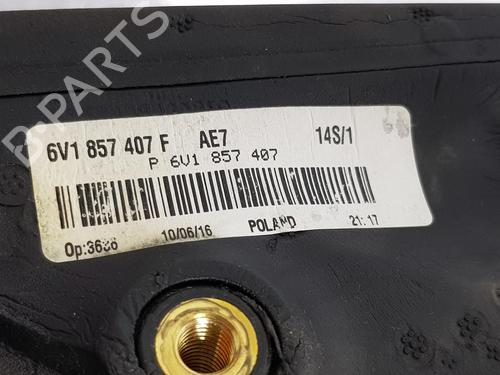 B-PARTS
6V1 857 407 F AE7 14S/1
P 6V1 857 407
Op:3636 10/06/16 POLAND 21:17